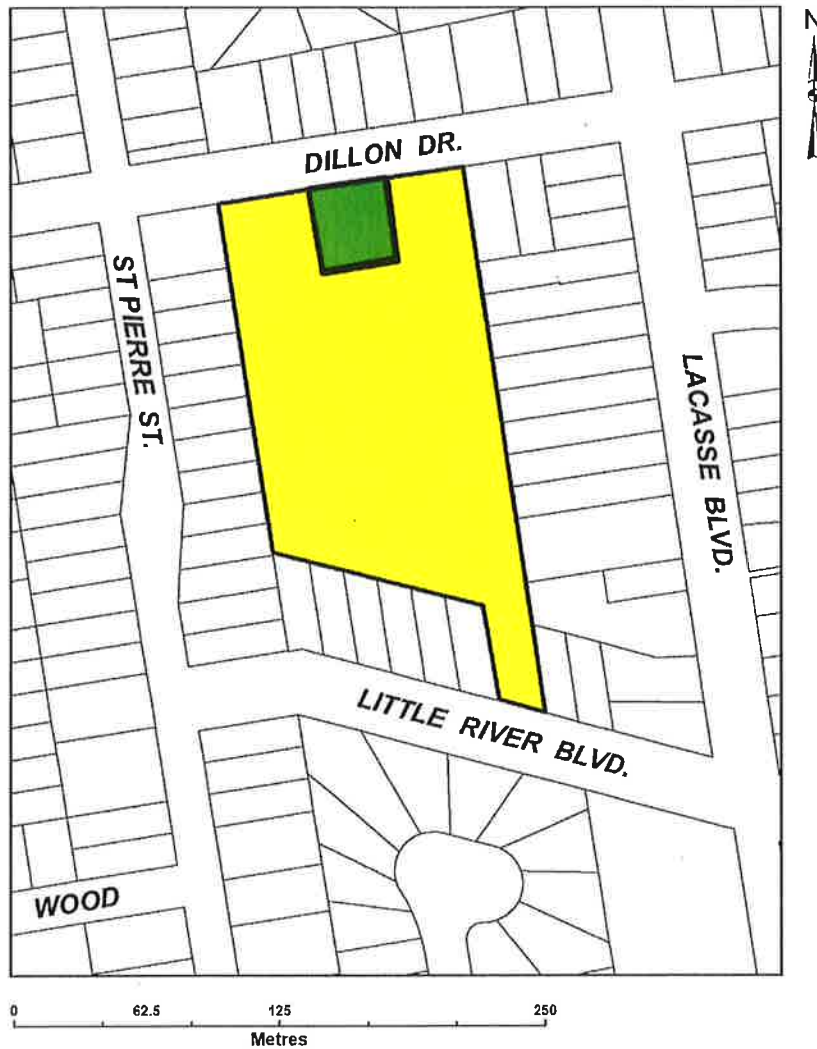 N
DILLON DR.
ST PIERRE ST.
LACASSE BLVD.
LITTLE RIVER BLVD.
WOOD
0 62.5 125 250
Metres